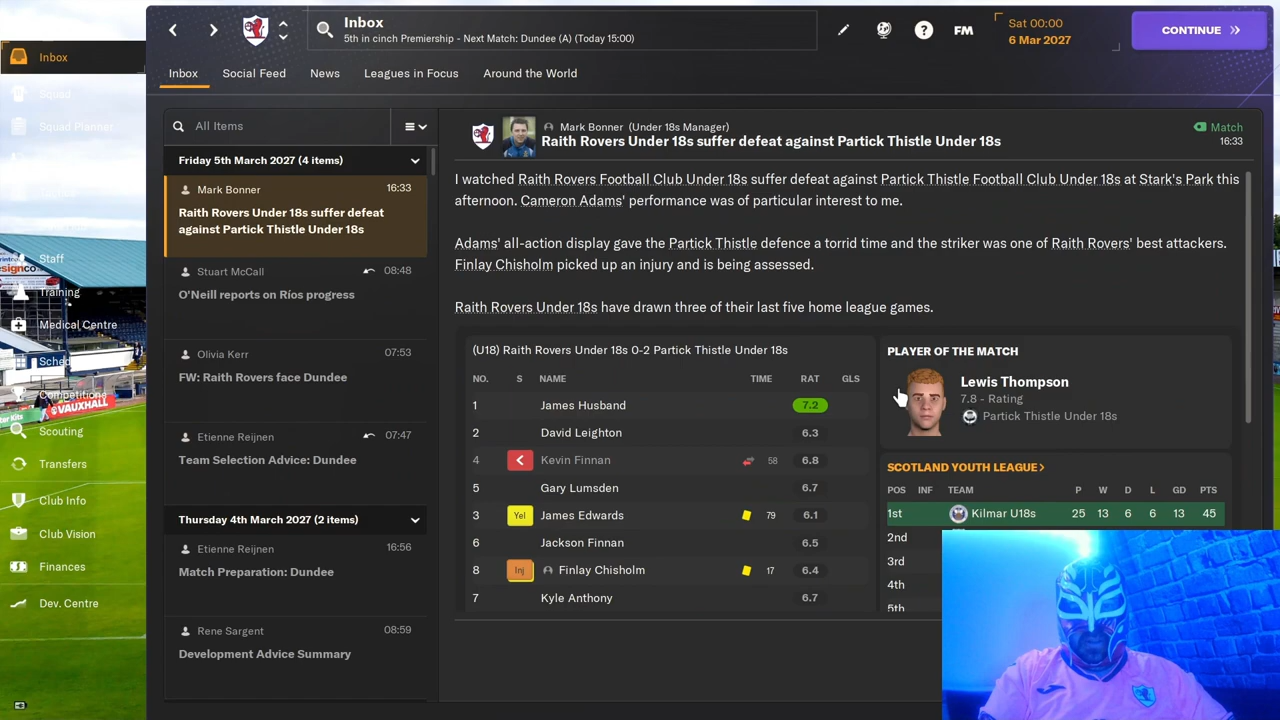 Inbox
5th in cinch Premiership - Next Match: Dundee (A) (Today 15:00)
FM
Sat 00:00
6 Mar 2027
CONTINUE
Inbox
Squad
Squad Planner
Staff
Training
Medical Centre
Sched
Competitions
Scouting
Transfers
Club Info
Club Vision
Finances
Dev. Centre
VAUXHALL
Inbox
Social Feed
News
Leagues in Focus
Around the World
All Items
Friday 5th March 2027 (4 items)
Mark Bonner
16:33
Raith Rovers Under 18s suffer defeat
against Partick Thistle Under 18s
Stuart McCall
08:48
O'Neill reports on Ríos progress
Olivia Kerr
07:53
FW: Raith Rovers face Dundee
Etienne Reijnen
07:47
Team Selection Advice: Dundee
Thursday 4th March 2027 (2 items)
Etienne Reijnen
16:56
Match Preparation: Dundee
Rene Sargent
08:59
Development Advice Summary
Mark Bonner (Under 18s Manager)
Raith Rovers Under 18s suffer defeat against Partick Thistle Under 18s
Match
16:33
I watched Raith Rovers Football Club Under 18s suffer defeat against Partick Thistle Football Club Under 18s at Stark's Park this
afternoon. Cameron Adams' performance was of particular interest to me.
Adams' all-action display gave the Partick Thistle defence a torrid time and the striker was one of Raith Rovers' best attackers.
Finlay Chisholm picked up an injury and is being assessed.
Raith Rovers Under 18s have drawn three of their last five home league games.
(U18) Raith Rovers Under 18s 0-2 Partick Thistle Under 18s
NO. S NAME TIME RAT GLS
1 James Husband 7.2
2 David Leighton 6.3
4 Kevin Finnan 58 6.8
5 Gary Lumsden 6.7
3 Yel James Edwards 79 6.1
6 Jackson Finnan 6.5
8 Inj Finlay Chisholm 17 6.4
7 Kyle Anthony 6.7
PLAYER OF THE MATCH
Lewis Thompson
7.8 - Rating
Partick Thistle Under 18s
SCOTLAND YOUTH LEAGUE >
POS INF TEAM P W D L GD PTS
1st Kilmar U18s 25 13 6 6 13 45
2nd
3rd
4th
5th